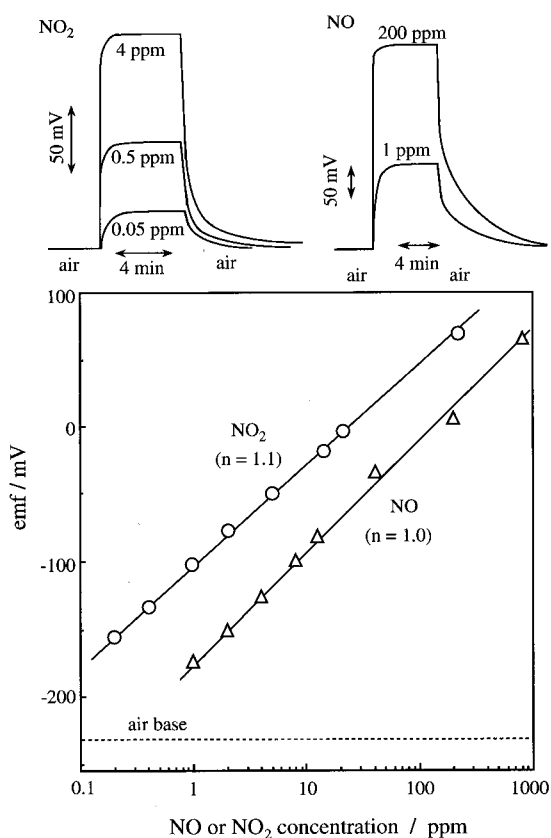 NO2
4 ppm
0.5 ppm
0.05 ppm
50 mV
air
4 min
air
NO
200 ppm
1 ppm
50 mV
air
4 min
air
100
0
-100
-200
emf / mV
NO2
(n = 1.1)
NO
(n = 1.0)
air base
0.1
1
10
100
1000
NO or NO2 concentration / ppm